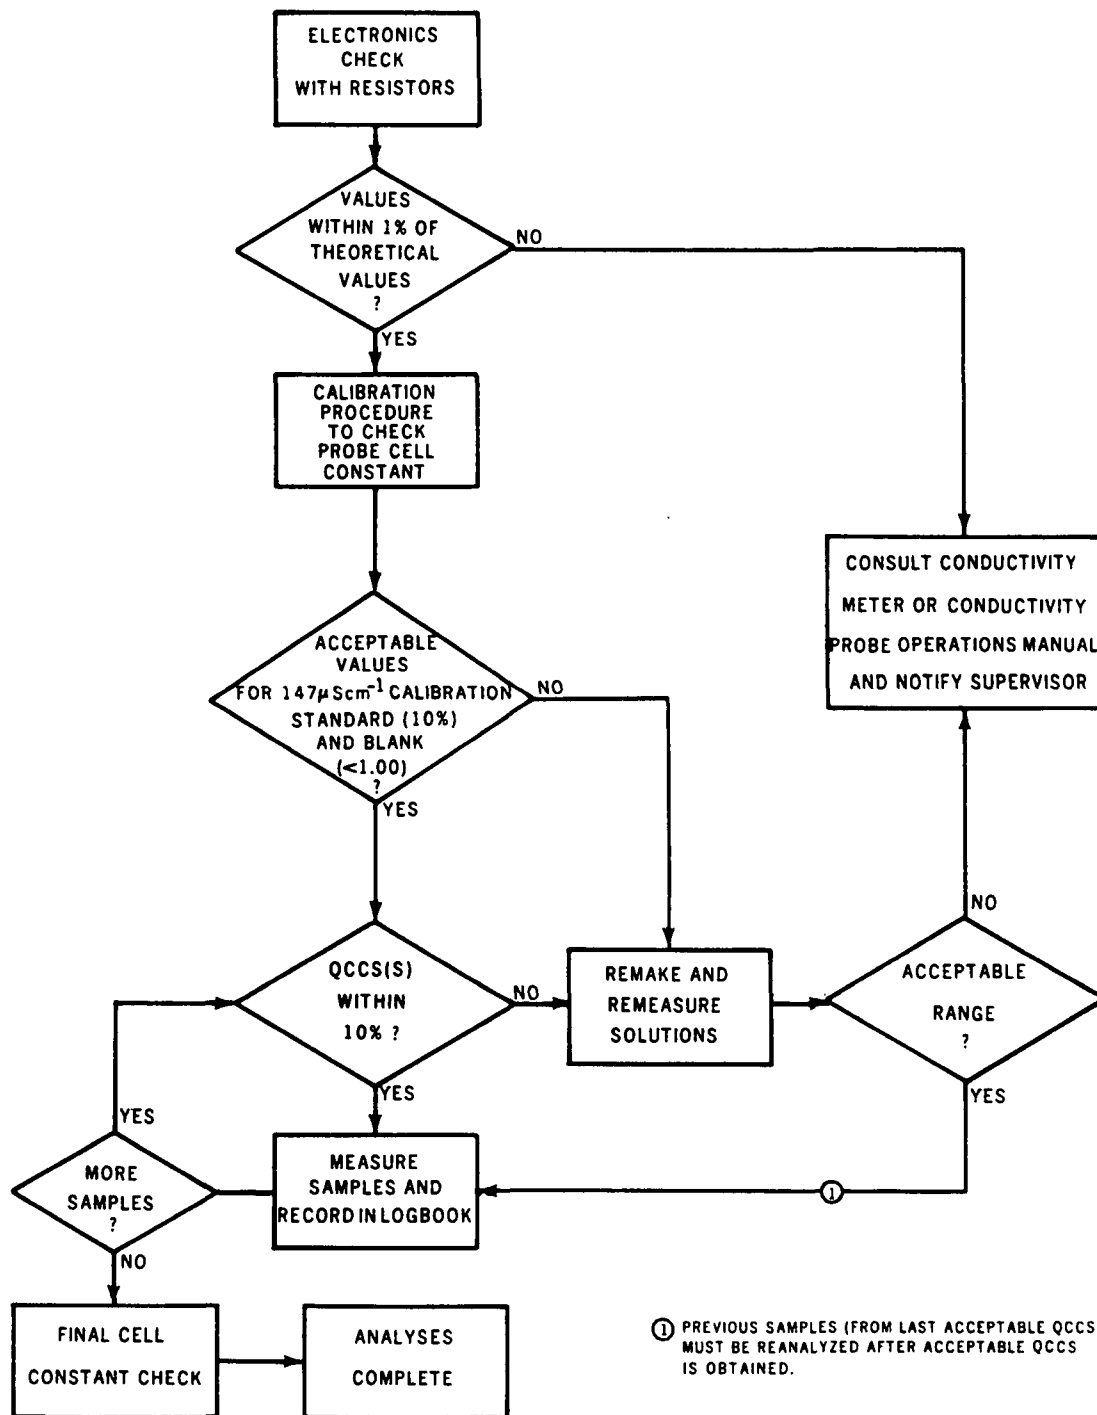 ELECTRONICS
CHECK
WITH RESISTORS
VALUES
WITHIN 1% OF
THEORETICAL
VALUES
?
NO
YES
CALIBRATION
PROCEDURE
TO CHECK
PROBE CELL
CONSTANT
CONSULT CONDUCTIVITY
METER OR CONDUCTIVITY
PROBE OPERATIONS MANUAL
AND NOTIFY SUPERVISOR
ACCEPTABLE
VALUES
FOR 147µScm⁻¹ CALIBRATION
STANDARD (10%)
AND BLANK
(<1.00)
?
NO
YES
QCCS(S)
WITHIN
10% ?
NO
YES
REMAKE AND
REMEASURE
SOLUTIONS
ACCEPTABLE
RANGE
?
NO
YES
1
MEASURE
SAMPLES AND
RECORD IN LOGBOOK
MORE
SAMPLES
?
YES
NO
FINAL CELL
CONSTANT CHECK
ANALYSES
COMPLETE
1 PREVIOUS SAMPLES (FROM LAST ACCEPTABLE QCCS
MUST BE REANALYZED AFTER ACCEPTABLE QCCS
IS OBTAINED.